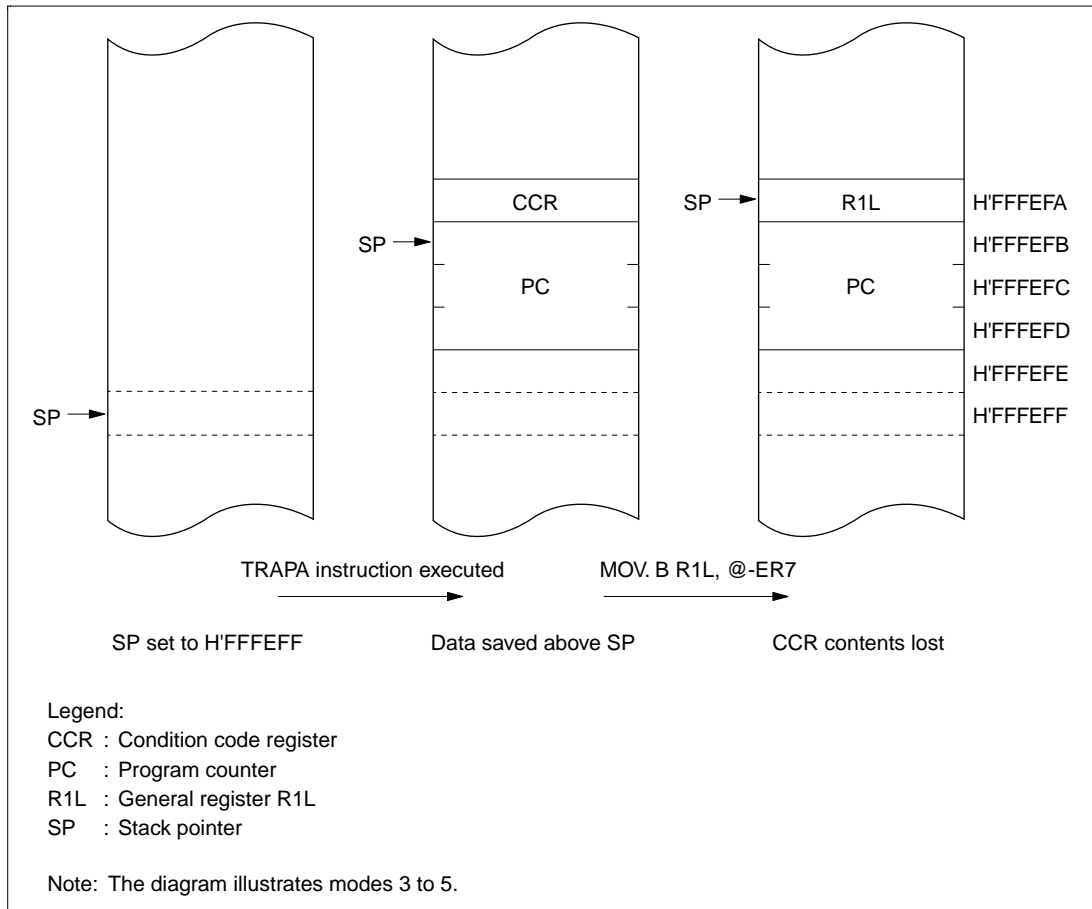 CCR
SP
R1L
H'FFFEFA
SP
H'FFFEFB
PC
PC
H'FFFEFC
H'FFFEFD
H'FFFEFE
SP
H'FFFEFF
TRAPA instruction executed
MOV. B R1L, @-ER7
SP set to H'FFFEFF
Data saved above SP
CCR contents lost
Legend:
CCR : Condition code register
PC : Program counter
R1L : General register R1L
SP : Stack pointer
Note: The diagram illustrates modes 3 to 5.